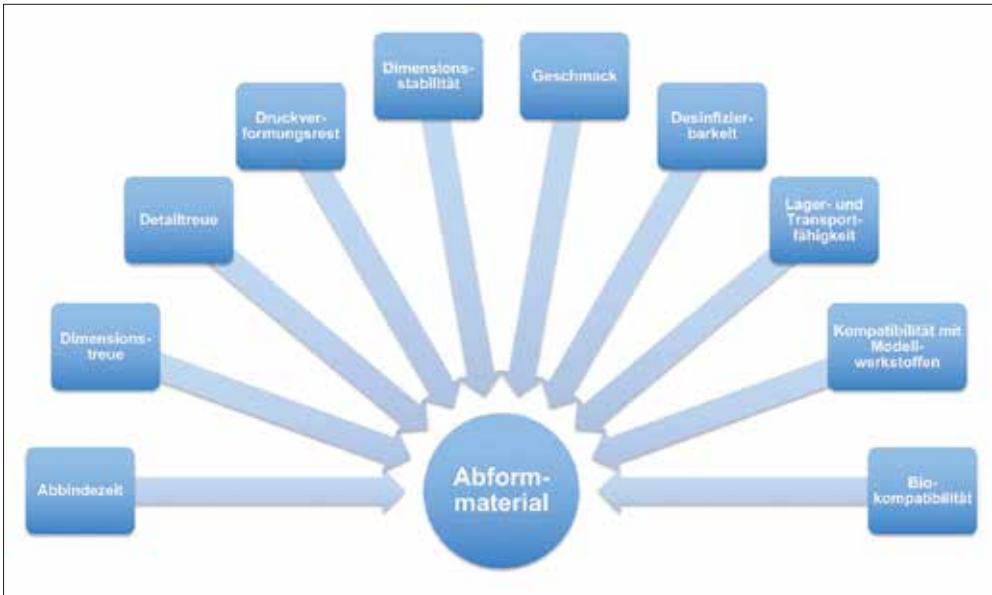 Abbindezeit
Dimensions-
treue
Detailtreue
Druckver-
formungsrest
Dimensions-
stabilität
Geschmack
Desinfizier-
barkeit
Lager- und
Transport-
fähigkeit
Kompatibilität mit
Modell-
werkstoffen
Bio-
kompatibilität
Abform-
material